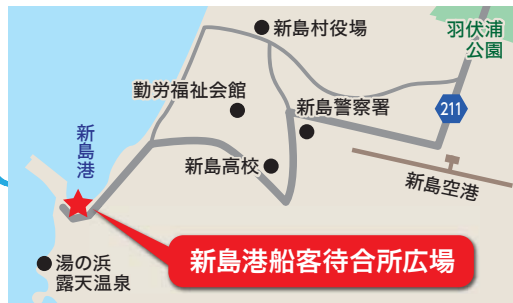 新島村役場
羽伏浦
公園
勤労福祉会館
新島警察署
211
新島港
新島高校
新島空港
新島港船客待合所広場
湯の浜
露天温泉